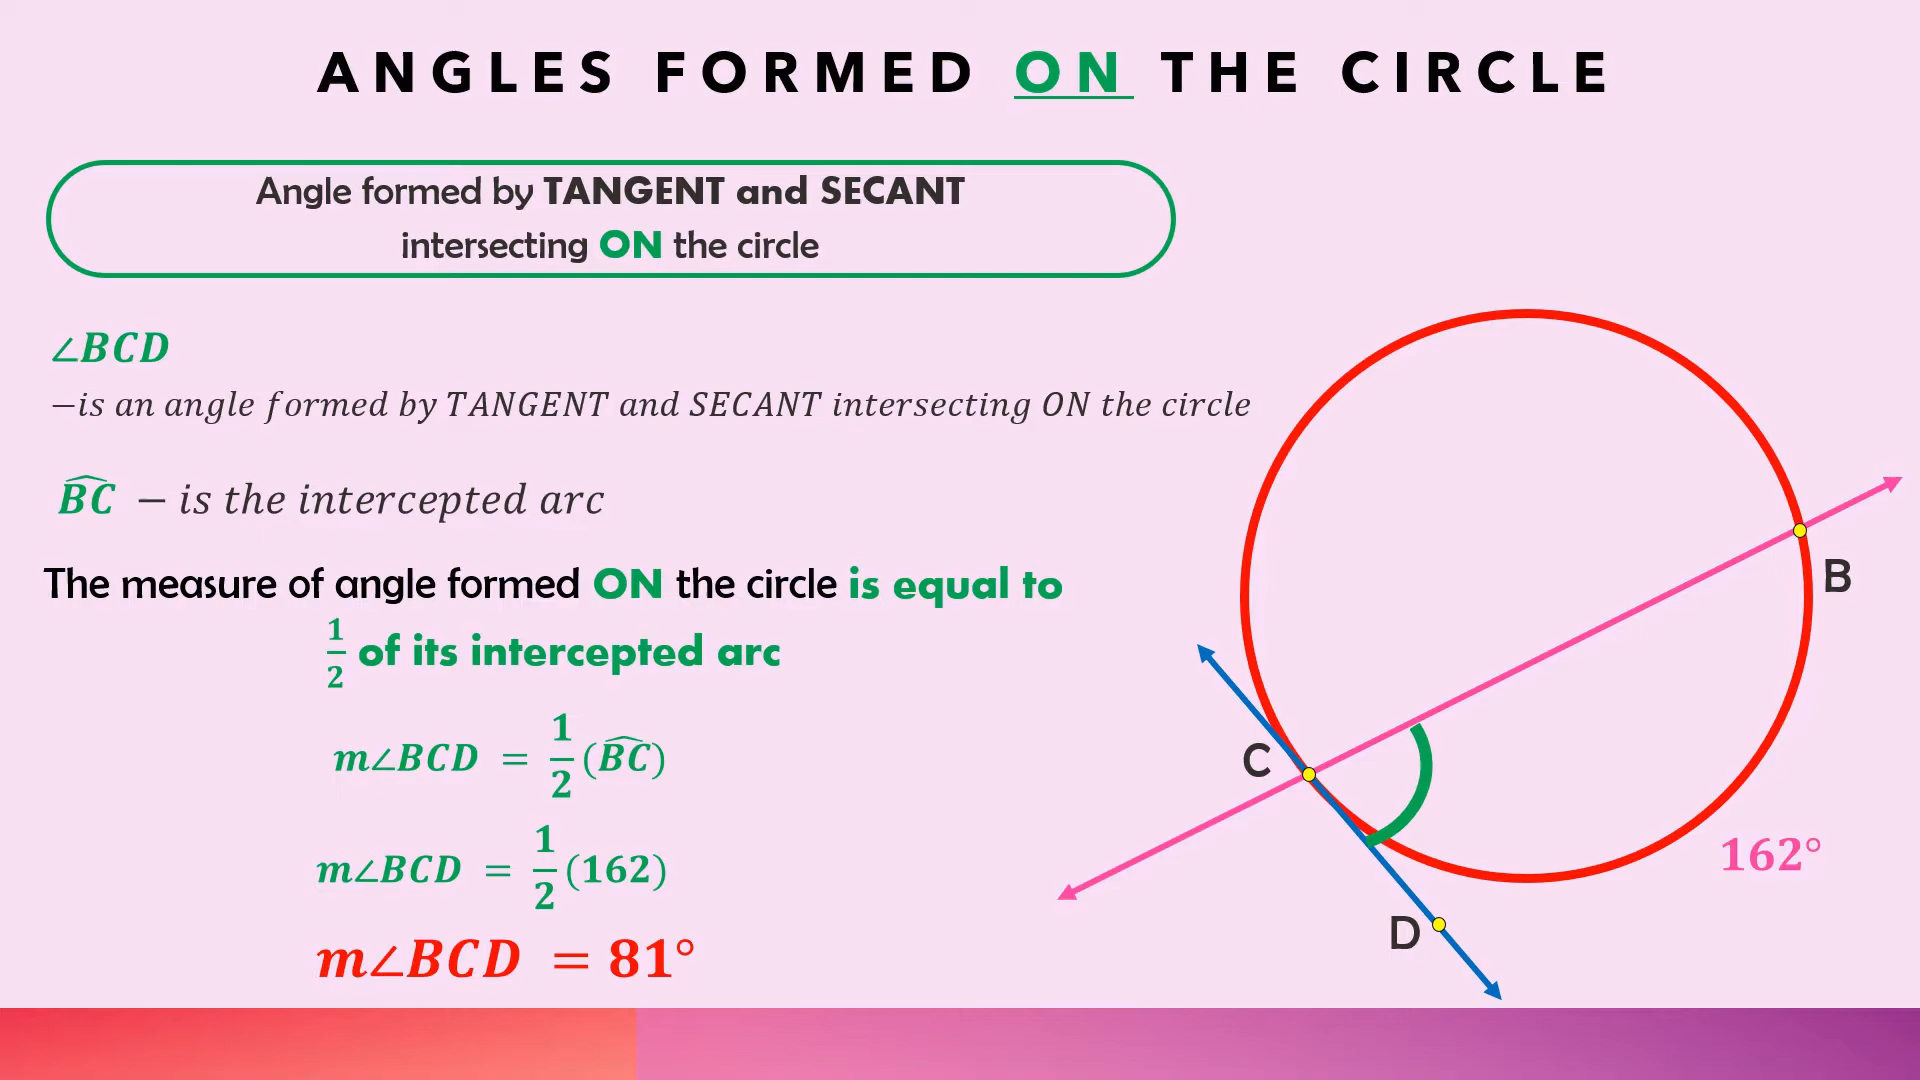 ANGLES FORMED ON THE CIRCLE
Angle formed by TANGENT and SECANT
intersecting ON the circle
∠BCD
−is an angle formed by TANGENT and SECANT intersecting ON the circle
B͡C − is the intercepted arc
The measure of angle formed ON the circle is equal to
1/2 of its intercepted arc
m∠BCD = 1/2 (B͡C)
m∠BCD = 1/2 (162)
m∠BCD = 81°
B
C
162°
D